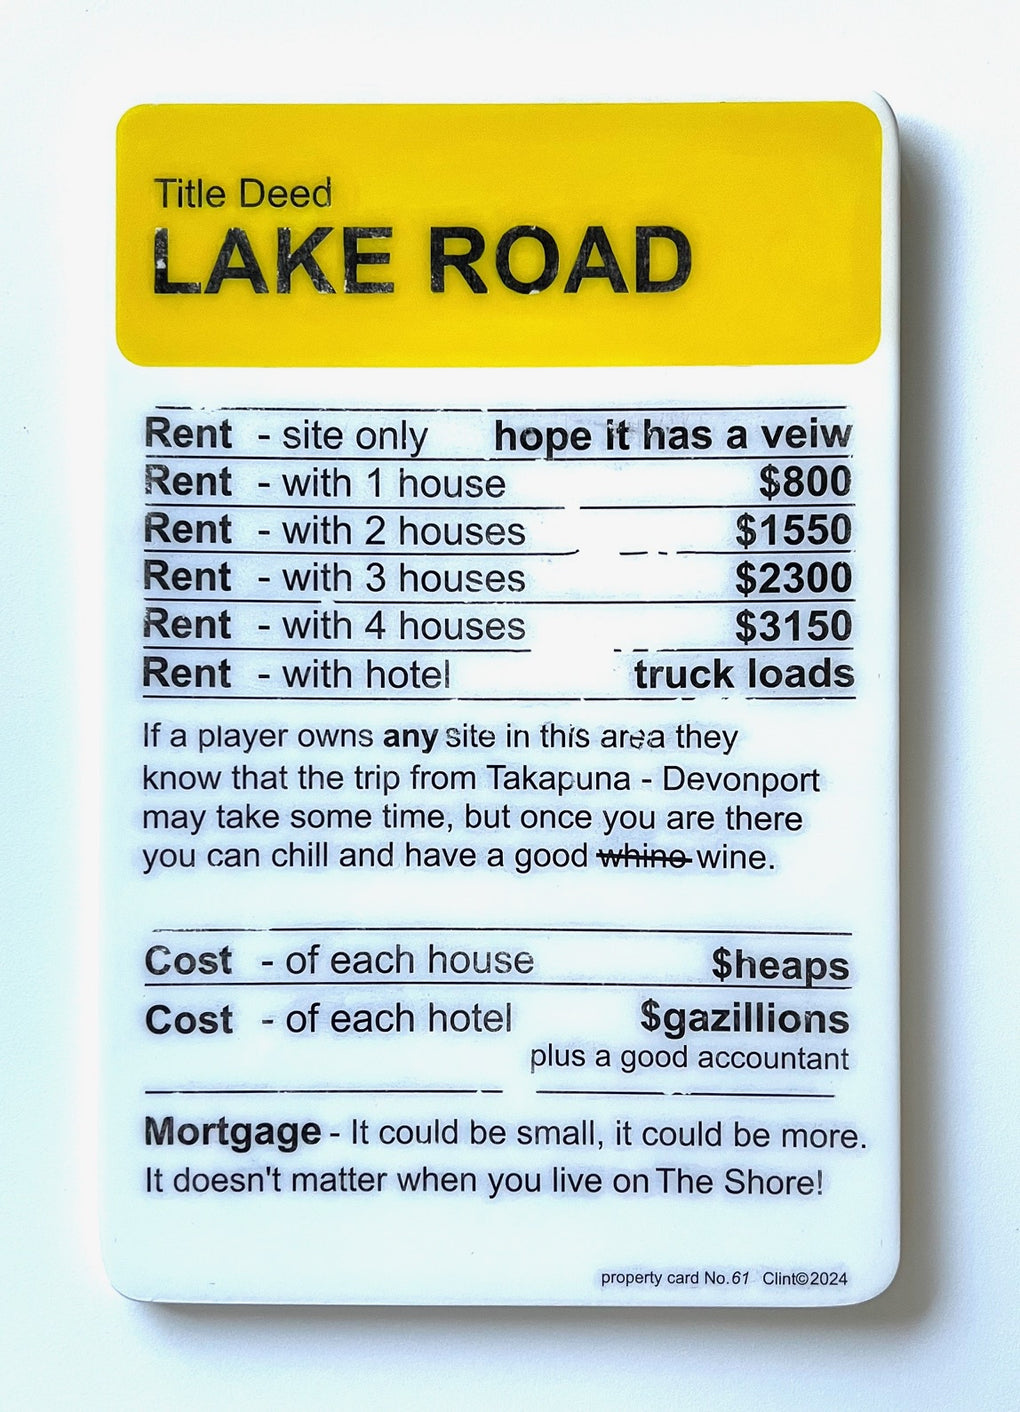 Title Deed
LAKE ROAD
Rent - site only hope it has a veiw
Rent - with 1 house $800
Rent - with 2 houses $1550
Rent - with 3 houses $2300
Rent - with 4 houses $3150
Rent - with hotel truck loads
If a player owns any site in this area they
know that the trip from Takapuna - Devonport
may take some time, but once you are there
you can chill and have a good whine wine.
Cost - of each house $heaps
Cost - of each hotel $gazillions
plus a good accountant
Mortgage - It could be small, it could be more.
It doesn't matter when you live on The Shore!
property card No.61 Clint©2024